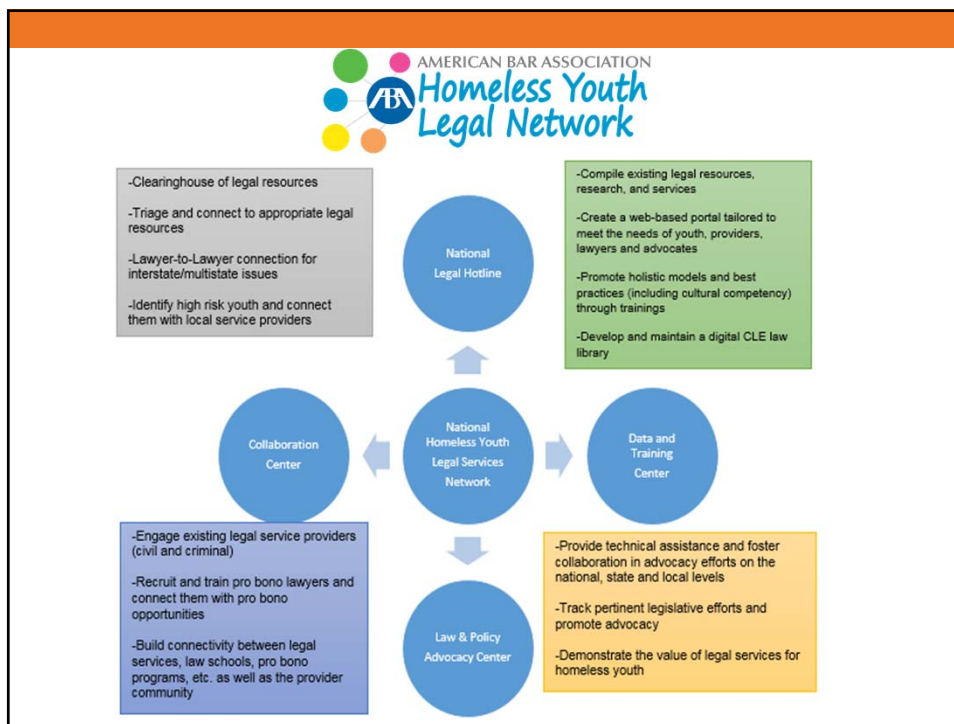 AMERICAN BAR ASSOCIATION
ABA
Homeless Youth
Legal Network
-Clearinghouse of legal resources
-Triage and connect to appropriate legal
resources
-Lawyer-to-Lawyer connection for
interstate/multistate issues
-Identify high risk youth and connect
them with local service providers
National
Legal Hotline
-Compile existing legal resources,
research, and services
-Create a web-based portal tailored to
meet the needs of youth, providers,
lawyers and advocates
-Promote holistic models and best
practices (including cultural competency)
through trainings
-Develop and maintain a digital CLE law
library
Collaboration
Center
National
Homeless Youth
Legal Services
Network
Data and
Training
Center
-Engage existing legal service providers
(civil and criminal)
-Recruit and train pro bono lawyers and
connect them with pro bono
opportunities
-Build connectivity between legal
services, law schools, pro bono
programs, etc. as well as the provider
community
Law & Policy
Advocacy Center
-Provide technical assistance and foster
collaboration in advocacy efforts on the
national, state and local levels
-Track pertinent legislative efforts and
promote advocacy
-Demonstrate the value of legal services for
homeless youth